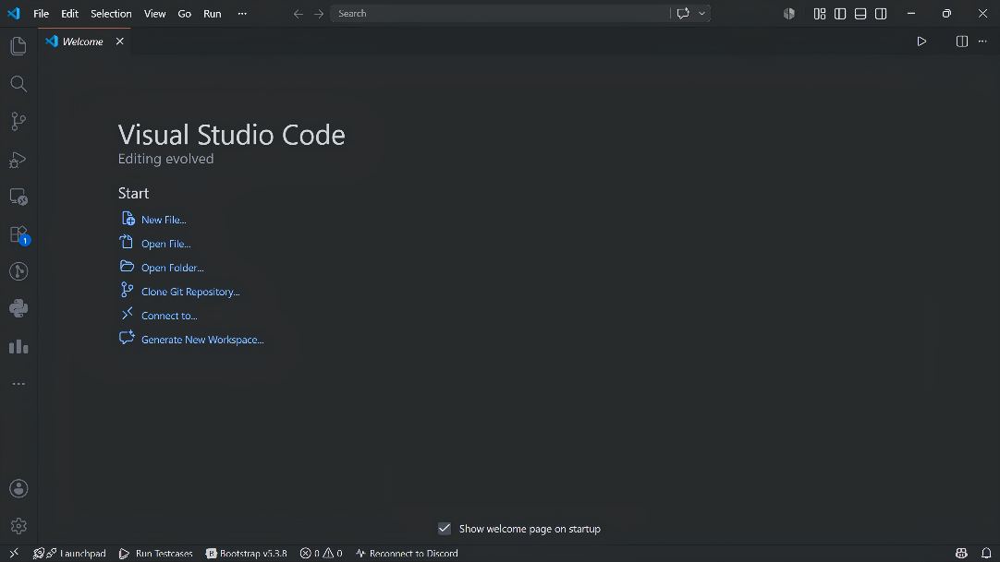 File Edit Selection View Go Run ...
Search
Welcome
Visual Studio Code
Editing evolved
Start
New File...
Open File...
Open Folder...
1
Clone Git Repository...
Connect to...
Generate New Workspace...
Show welcome page on startup
Launchpad Run Testcases Bootstrap v5.3.8 0 0 Reconnect to Discord